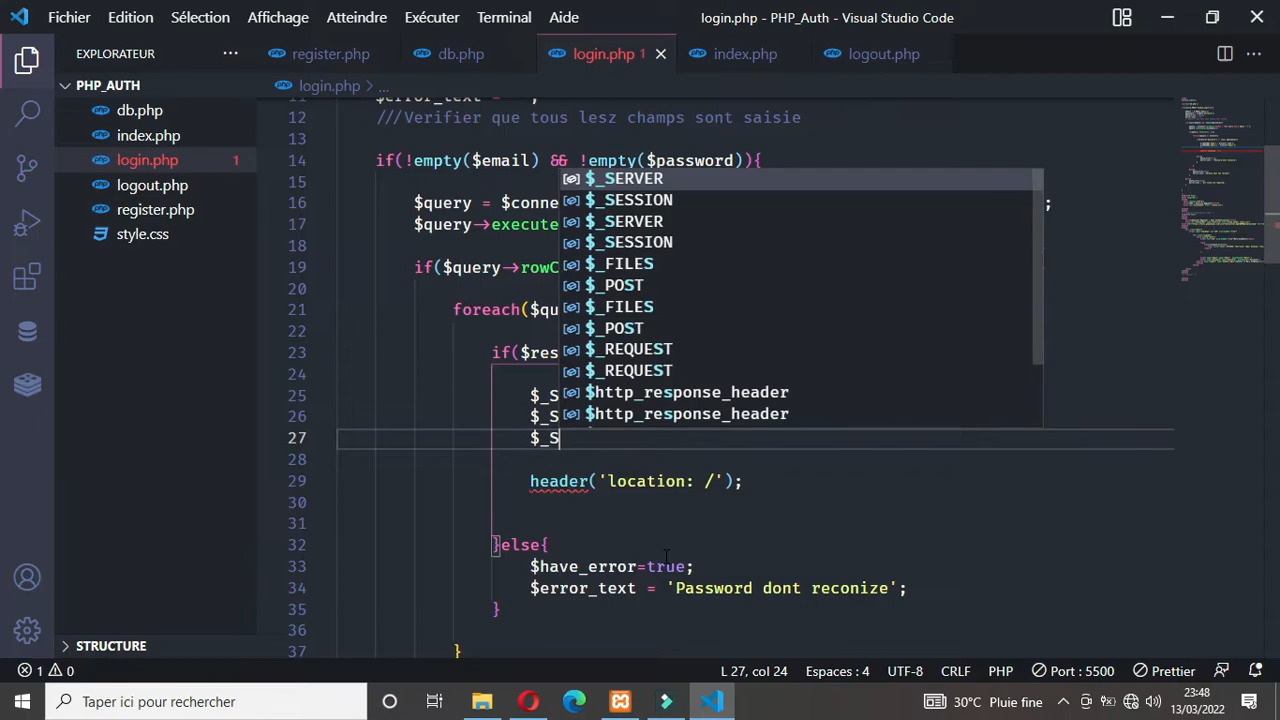 Fichier Edition Sélection Affichage Atteindre Exécuter Terminal Aide login.php - PHP_Auth - Visual Studio Code
EXPLORATEUR ··· register.php db.php login.php 1 index.php logout.php ···
PHP_AUTH login.php > ...
db.php
index.php
login.php 1
logout.php
register.php
style.css
STRUCTURE
11 $error_text = '';
12 ///Verifier que tous lesz champs sont saisie
13
14 if(!empty($email) && !empty($password)){
15
16 $query = $conne ;
17 $query->execute
18
19 if($query->rowC
20
21 foreach($qu
22
23 if($res
24
25 $_S
26 $_S
27 $_S
28
29 header('location: /');
30
31
32 }else{
33 $have_error=true;
34 $error_text = 'Password dont reconize';
35 }
36
37 }
$_SERVER
$_SESSION
$_SERVER
$_SESSION
$_FILES
$_POST
$_FILES
$_POST
$_REQUEST
$_REQUEST
$http_response_header
$http_response_header
1 0 L 27, col 24 Espaces : 4 UTF-8 CRLF PHP Port : 5500 Prettier
Taper ici pour rechercher 30°C Pluie fine 23:48
13/03/2022